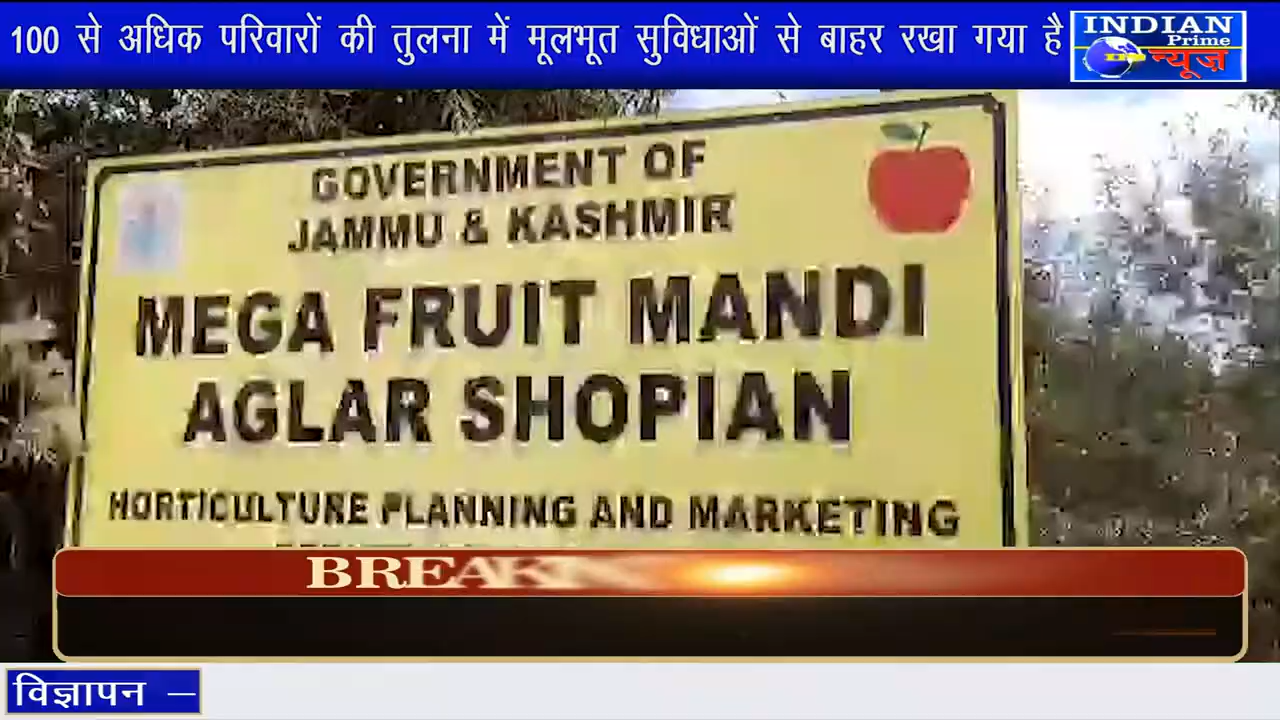 100 से अधिक परिवारों की तुलना में मूलभूत सुविधाओं से बाहर रखा गया है
INDIAN
Prime
न्यूज़
GOVERNMENT OF
JAMMU & KASHMIR
MEGA FRUIT MANDI
AGLAR SHOPIAN
HORTICULTURE PLANNING AND MARKETING
BREAKIN
विज्ञापन —